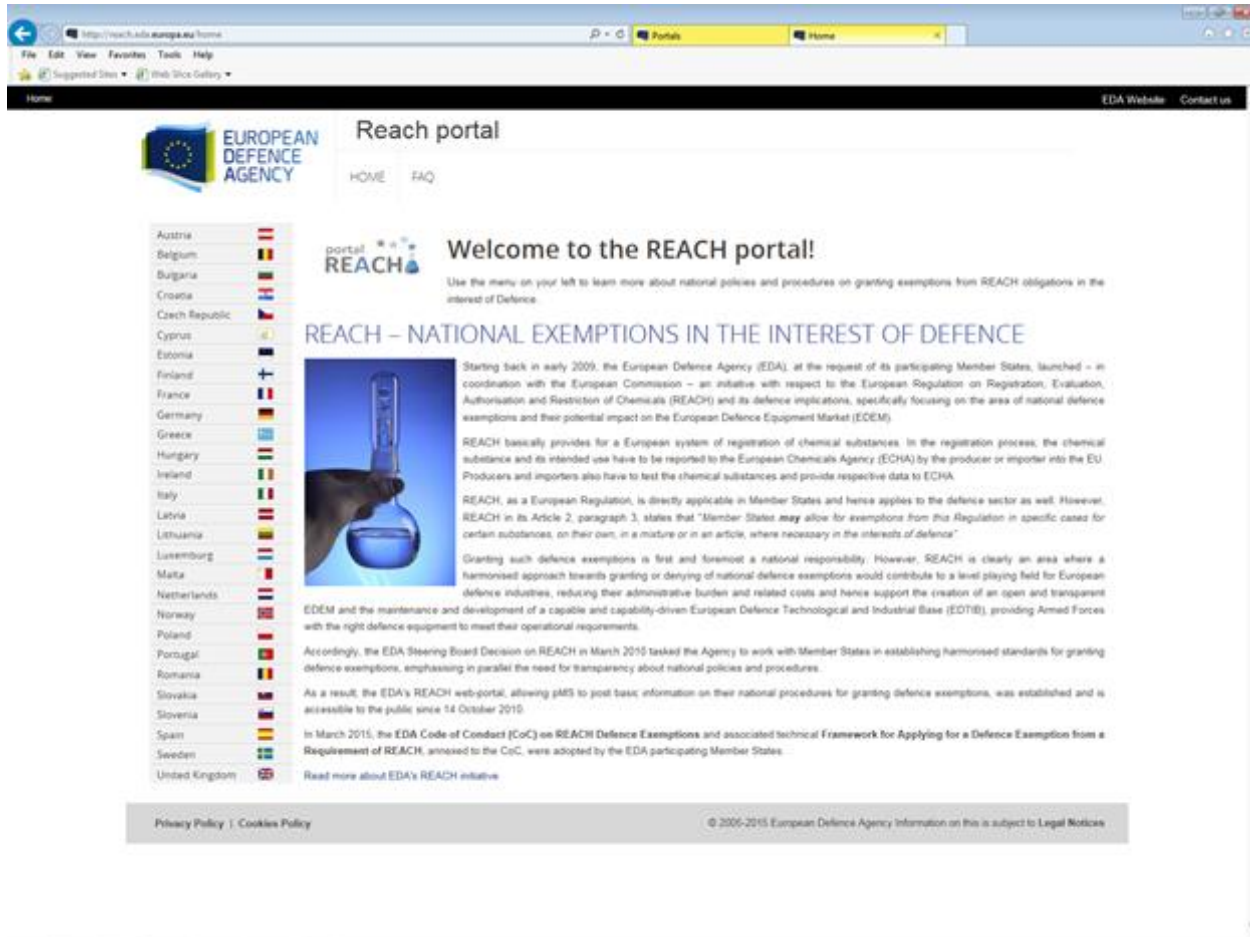 http://reach.eda.europa.eu/home
Portals
Home
File Edit View Favorites Tools Help
Suggested Sites Web Slice Gallery
Home
EDA Website Contact us
EUROPEAN
DEFENCE
AGENCY
Reach portal
HOME FAQ
Austria
Belgium
Bulgaria
Croatia
Czech Republic
Cyprus
Estonia
Finland
France
Germany
Greece
Hungary
Ireland
Italy
Latvia
Lithuania
Luxemburg
Malta
Netherlands
Norway
Poland
Portugal
Romania
Slovakia
Slovenia
Spain
Sweden
United Kingdom
portal
REACH
Welcome to the REACH portal!
Use the menu on your left to learn more about national policies and procedures on granting exemptions from REACH obligations in the
interest of Defence.
REACH – NATIONAL EXEMPTIONS IN THE INTEREST OF DEFENCE
Starting back in early 2009, the European Defence Agency (EDA), at the request of its participating Member States, launched – in
coordination with the European Commission – an initiative with respect to the European Regulation on Registration, Evaluation,
Authorisation and Restriction of Chemicals (REACH) and its defence implications, specifically focusing on the area of national defence
exemptions and their potential impact on the European Defence Equipment Market (EDEM).
REACH basically provides for a European system of registration of chemical substances. In the registration process, the chemical
substance and its intended use have to be reported to the European Chemicals Agency (ECHA) by the producer or importer into the EU.
Producers and importers also have to test the chemical substances and provide respective data to ECHA.
REACH, as a European Regulation, is directly applicable in Member States and hence applies to the defence sector as well. However,
REACH in its Article 2, paragraph 3, states that "Member States may allow for exemptions from this Regulation in specific cases for
certain substances, on their own, in a mixture or in an article, where necessary in the interests of defence".
Granting such defence exemptions is first and foremost a national responsibility. However, REACH is clearly an area where a
harmonised approach towards granting or denying of national defence exemptions would contribute to a level playing field for European
defence industries, reducing their administrative burden and related costs and hence support the creation of an open and transparent
EDEM and the maintenance and development of a capable and capability-driven European Defence Technological and Industrial Base (EDTIB), providing Armed Forces
with the right defence equipment to meet their operational requirements.
Accordingly, the EDA Steering Board Decision on REACH in March 2010 tasked the Agency to work with Member States in establishing harmonised standards for granting
defence exemptions, emphasising in parallel the need for transparency about national policies and procedures.
As a result, the EDA's REACH web-portal, allowing pMS to post basic information on their national procedures for granting defence exemptions, was established and is
accessible to the public since 14 October 2010.
In March 2015, the EDA Code of Conduct (CoC) on REACH Defence Exemptions and associated technical Framework for Applying for a Defence Exemption from a
Requirement of REACH, annexed to the CoC, were adopted by the EDA participating Member States.
Read more about EDA's REACH initiative
Privacy Policy | Cookies Policy
© 2005-2015 European Defence Agency Information on this is subject to Legal Notices